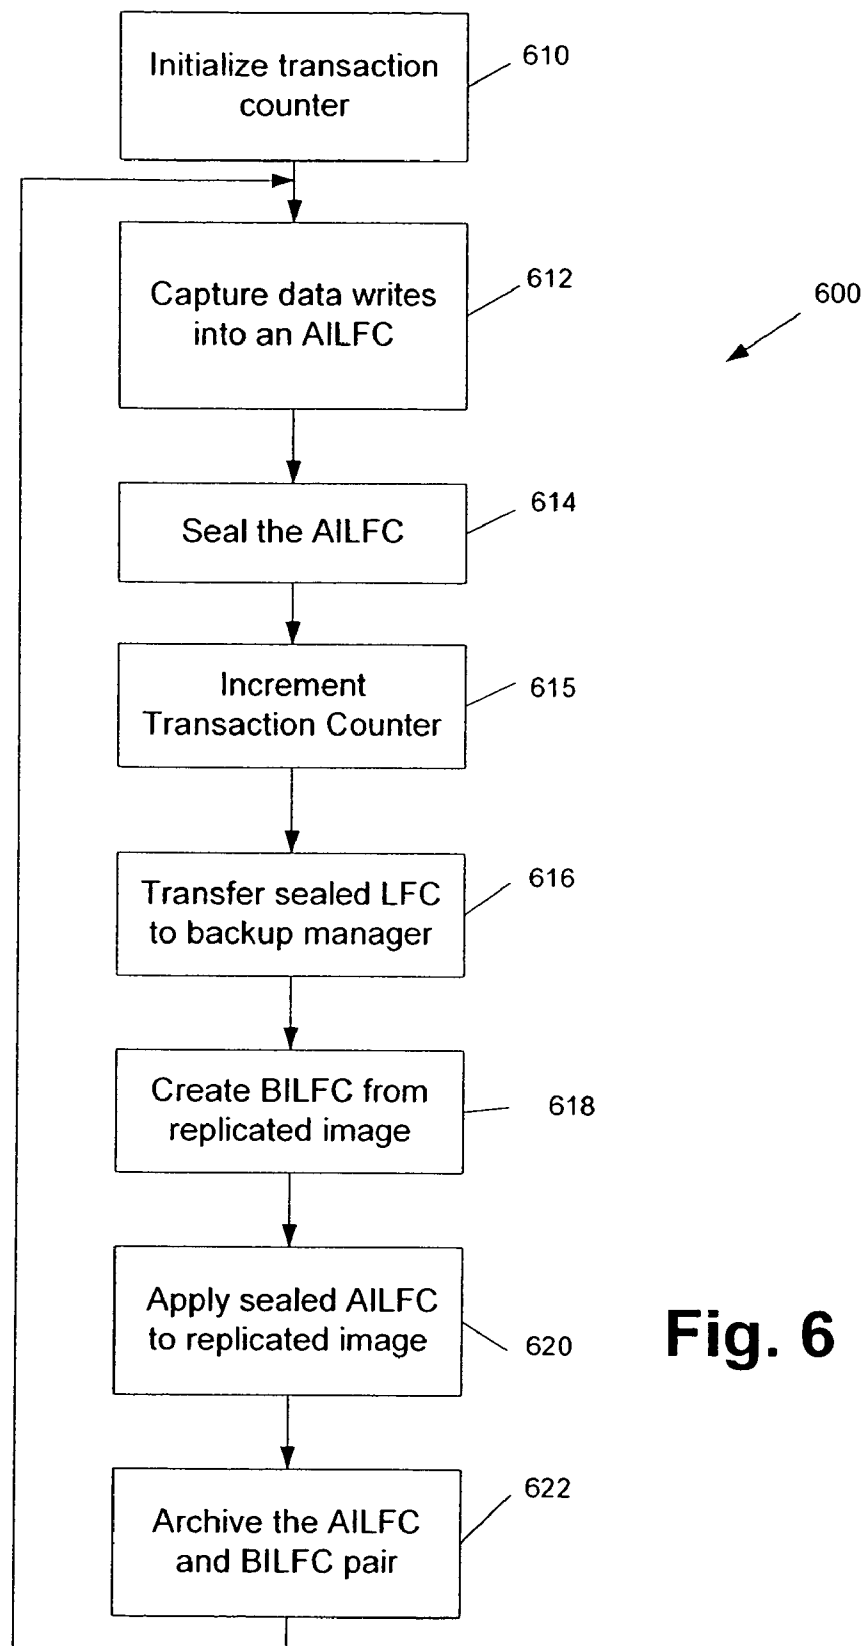 Initialize transaction
counter
610
Capture data writes
into an AILFC
612
600
Seal the AILFC
614
Increment
Transaction Counter
615
Transfer sealed LFC
to backup manager
616
Create BILFC from
replicated image
618
Apply sealed AILFC
to replicated image
620
Fig. 6
Archive the AILFC
and BILFC pair
622